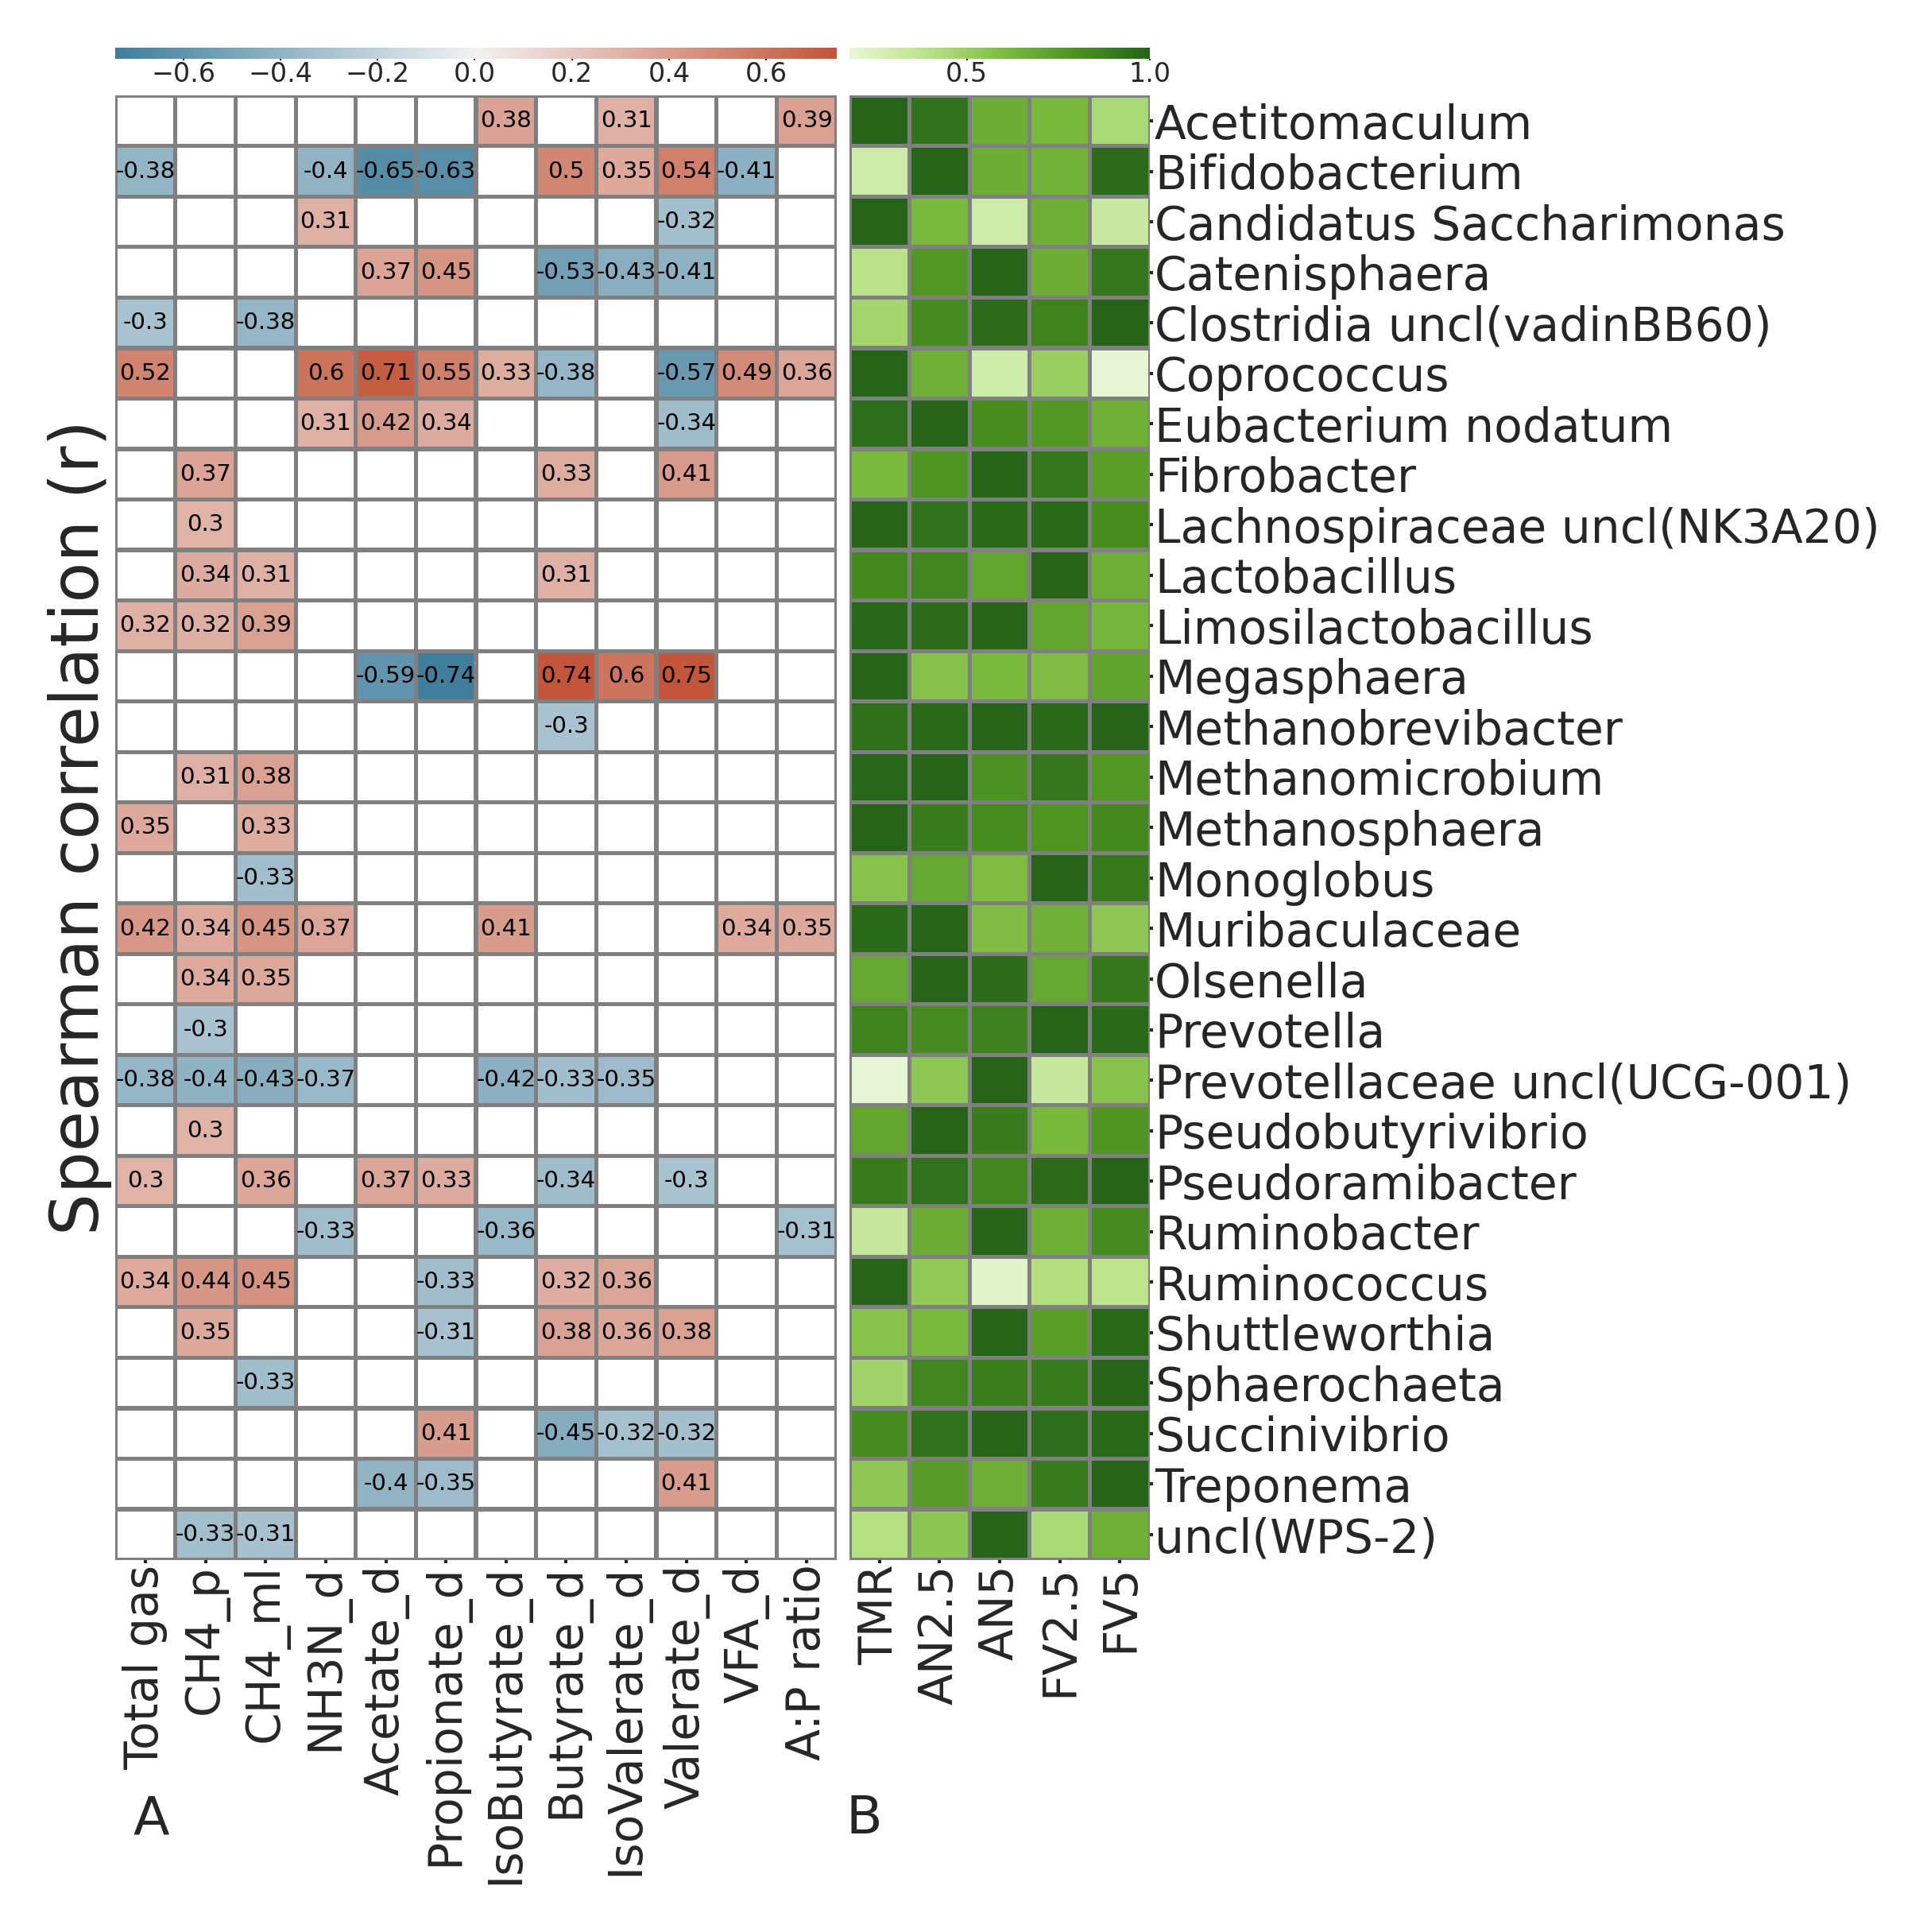 −0.6 −0.4 −0.2 0.0 0.2 0.4 0.6 0.5 1.0
Spearman correlation (r)
0.38 0.31 0.39 Acetitomaculum
-0.38 -0.4 -0.65 -0.63 0.5 0.35 0.54 -0.41 Bifidobacterium
0.31 -0.32 Candidatus Saccharimonas
0.37 0.45 -0.53 -0.43 -0.41 Catenisphaera
-0.3 -0.38 Clostridia uncl(vadinBB60)
0.52 0.6 0.71 0.55 0.33 -0.38 -0.57 0.49 0.36 Coprococcus
0.31 0.42 0.34 -0.34 Eubacterium nodatum
0.37 0.33 0.41 Fibrobacter
0.3 Lachnospiraceae uncl(NK3A20)
0.34 0.31 0.31 Lactobacillus
0.32 0.32 0.39 Limosilactobacillus
-0.59 -0.74 0.74 0.6 0.75 Megasphaera
-0.3 Methanobrevibacter
0.31 0.38 Methanomicrobium
0.35 0.33 Methanosphaera
-0.33 Monoglobus
0.42 0.34 0.45 0.37 0.41 0.34 0.35 Muribaculaceae
0.34 0.35 Olsenella
-0.3 Prevotella
-0.38 -0.4 -0.43 -0.37 -0.42 -0.33 -0.35 Prevotellaceae uncl(UCG-001)
0.3 Pseudobutyrivibrio
0.3 0.36 0.37 0.33 -0.34 -0.3 Pseudoramibacter
-0.33 -0.36 -0.31 Ruminobacter
0.34 0.44 0.45 -0.33 0.32 0.36 Ruminococcus
0.35 -0.31 0.38 0.36 0.38 Shuttleworthia
-0.33 Sphaerochaeta
0.41 -0.45 -0.32 -0.32 Succinivibrio
-0.4 -0.35 0.41 Treponema
-0.33 -0.31 uncl(WPS-2)
Total gas
CH4_p
CH4_ml
NH3N_d
Acetate_d
Propionate_d
IsoButyrate_d
Butyrate_d
IsoValerate_d
Valerate_d
VFA_d
A:P ratio
TMR
AN2.5
AN5
FV2.5
FV5
A
B